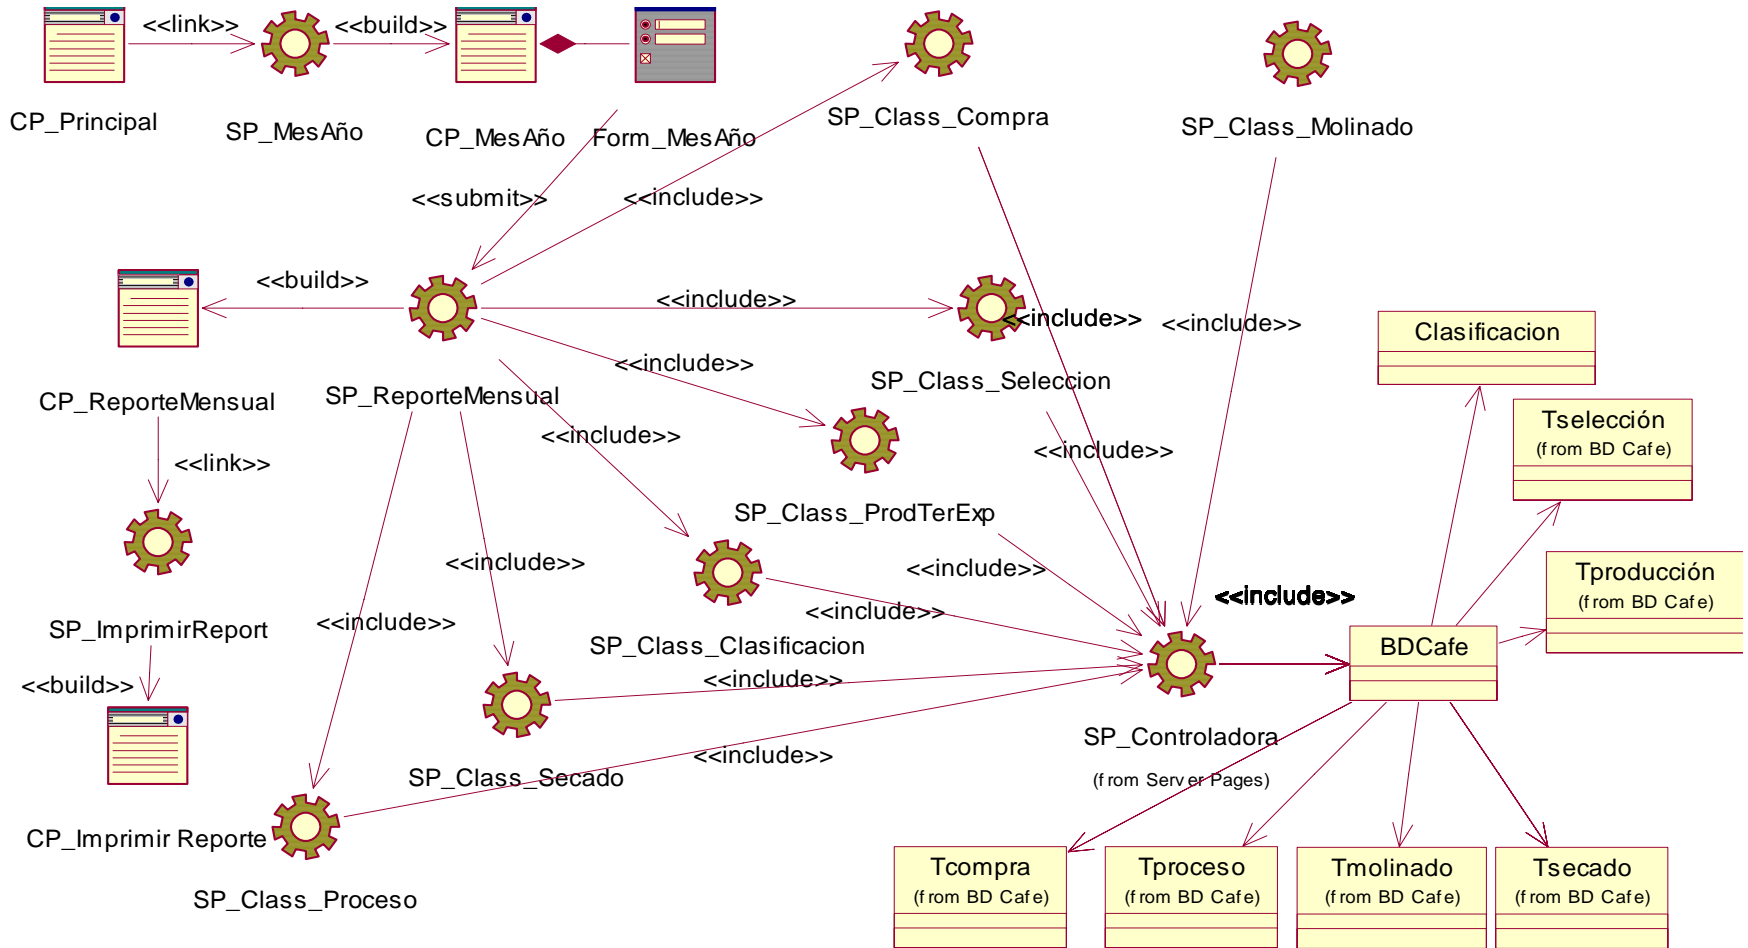 <<link>>
<<build>>
CP_Principal
SP_MesAño
CP_MesAño
Form_MesAño
SP_Class_Compra
SP_Class_Molinado
<<submit>>
<<include>>
<<build>>
<<include>>
<<include>>
<<include>>
<<include>>
Clasificacion
CP_ReporteMensual
SP_ReporteMensual
SP_Class_Seleccion
Tselección
(from BD Cafe)
<<include>>
<<link>>
<<include>>
SP_Class_ProdTerExp
<<include>>
<<include>>
Tproducción
(from BD Cafe)
<<include>>
SP_ImprimirReport
<<include>>
<<include>>
SP_Class_Clasificacion
BDCafe
<<build>>
<<include>>
SP_Controladora
(from Server Pages)
<<include>>
SP_Class_Secado
CP_Imprimir Reporte
SP_Class_Proceso
Tcompra
(from BD Cafe)
Tproceso
(from BD Cafe)
Tmolinado
(from BD Cafe)
Tsecado
(from BD Cafe)